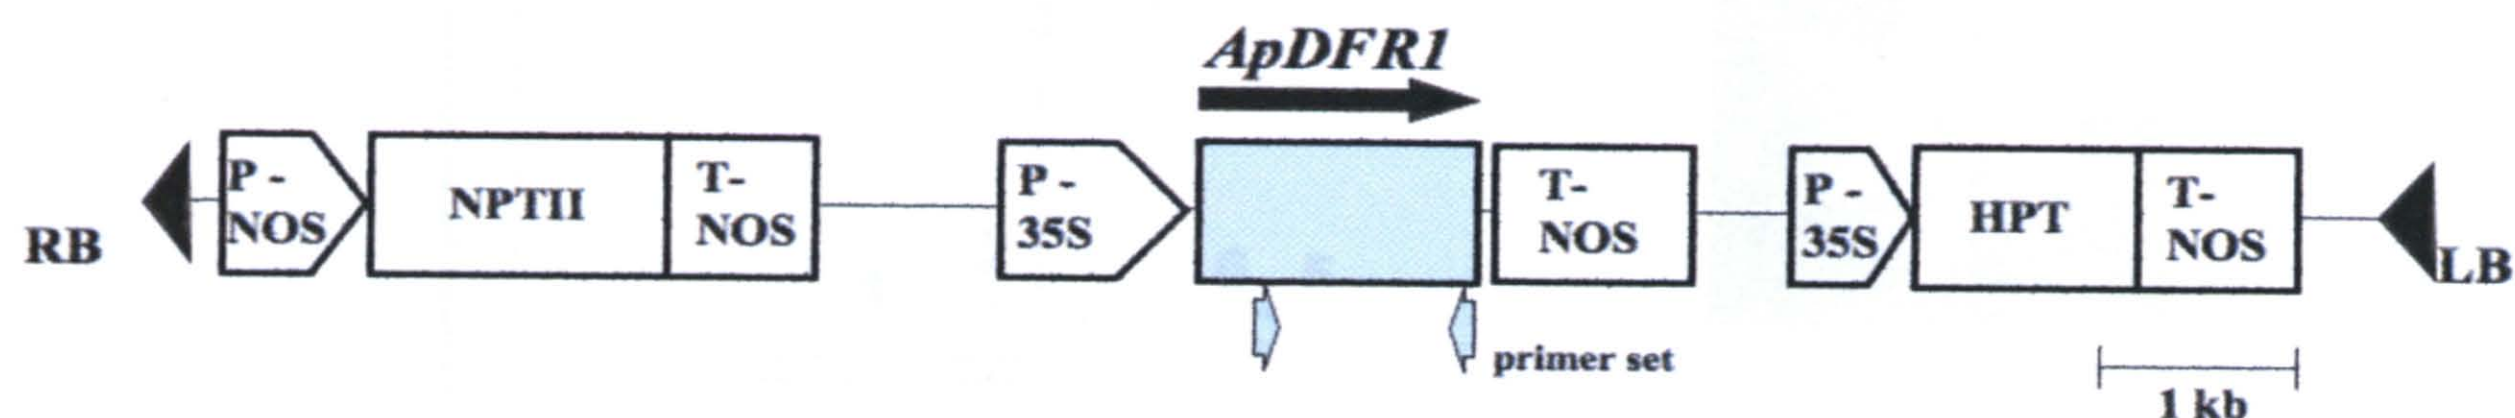 ApDFR1
RB
P -
NOS
NPTII
T-
NOS
P -
35S
T-
NOS
P -
35S
HPT
T-
NOS
LB
primer set
1 kb